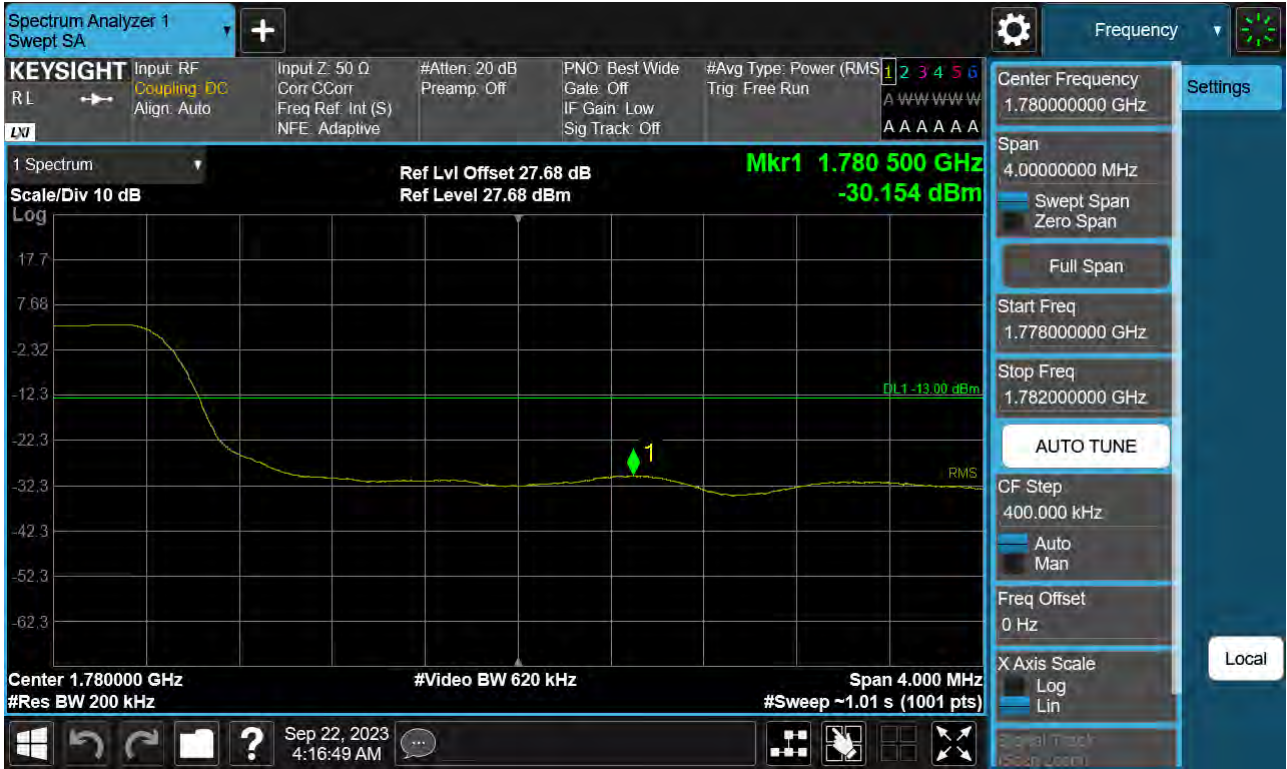 Spectrum Analyzer 1
Swept SA
Frequency
KEYSIGHT
R L
LXI
Input: RF
Coupling: DC
Align: Auto
Input Z: 50 Ω
Corr CCorr
Freq Ref: Int (S)
NFE: Adaptive
#Atten: 20 dB
Preamp: Off
PNO: Best Wide
Gate: Off
IF Gain: Low
Sig Track: Off
#Avg Type: Power (RMS
Trig: Free Run
1 2 3 4 5 6
A W W W W W
A A A A A A
1 Spectrum
Scale/Div 10 dB
Ref Lvl Offset 27.68 dB
Ref Level 27.68 dBm
Mkr1 1.780 500 GHz
-30.154 dBm
Log
17.7
7.68
-2.32
-12.3
-22.3
-32.3
-42.3
-52.3
-62.3
DL1 -13.00 dBm
1
RMS
Center 1.780000 GHz
#Res BW 200 kHz
#Video BW 620 kHz
Span 4.000 MHz
#Sweep ~1.01 s (1001 pts)
Center Frequency
1.780000000 GHz
Settings
Span
4.00000000 MHz
Swept Span
Zero Span
Full Span
Start Freq
1.778000000 GHz
Stop Freq
1.782000000 GHz
AUTO TUNE
CF Step
400.000 kHz
Auto
Man
Freq Offset
0 Hz
X Axis Scale
Log
Lin
Local
Signal Track
(Span Zoom)
?
Sep 22, 2023
4:16:49 AM